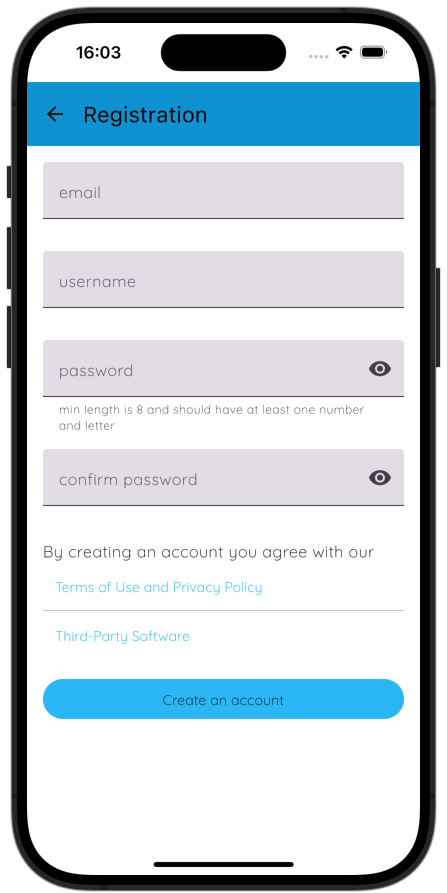 16:03
Registration
email
username
password
min length is 8 and should have at least one number
and letter
confirm password
By creating an account you agree with our
Terms of Use and Privacy Policy
Third-Party Software
Create an account